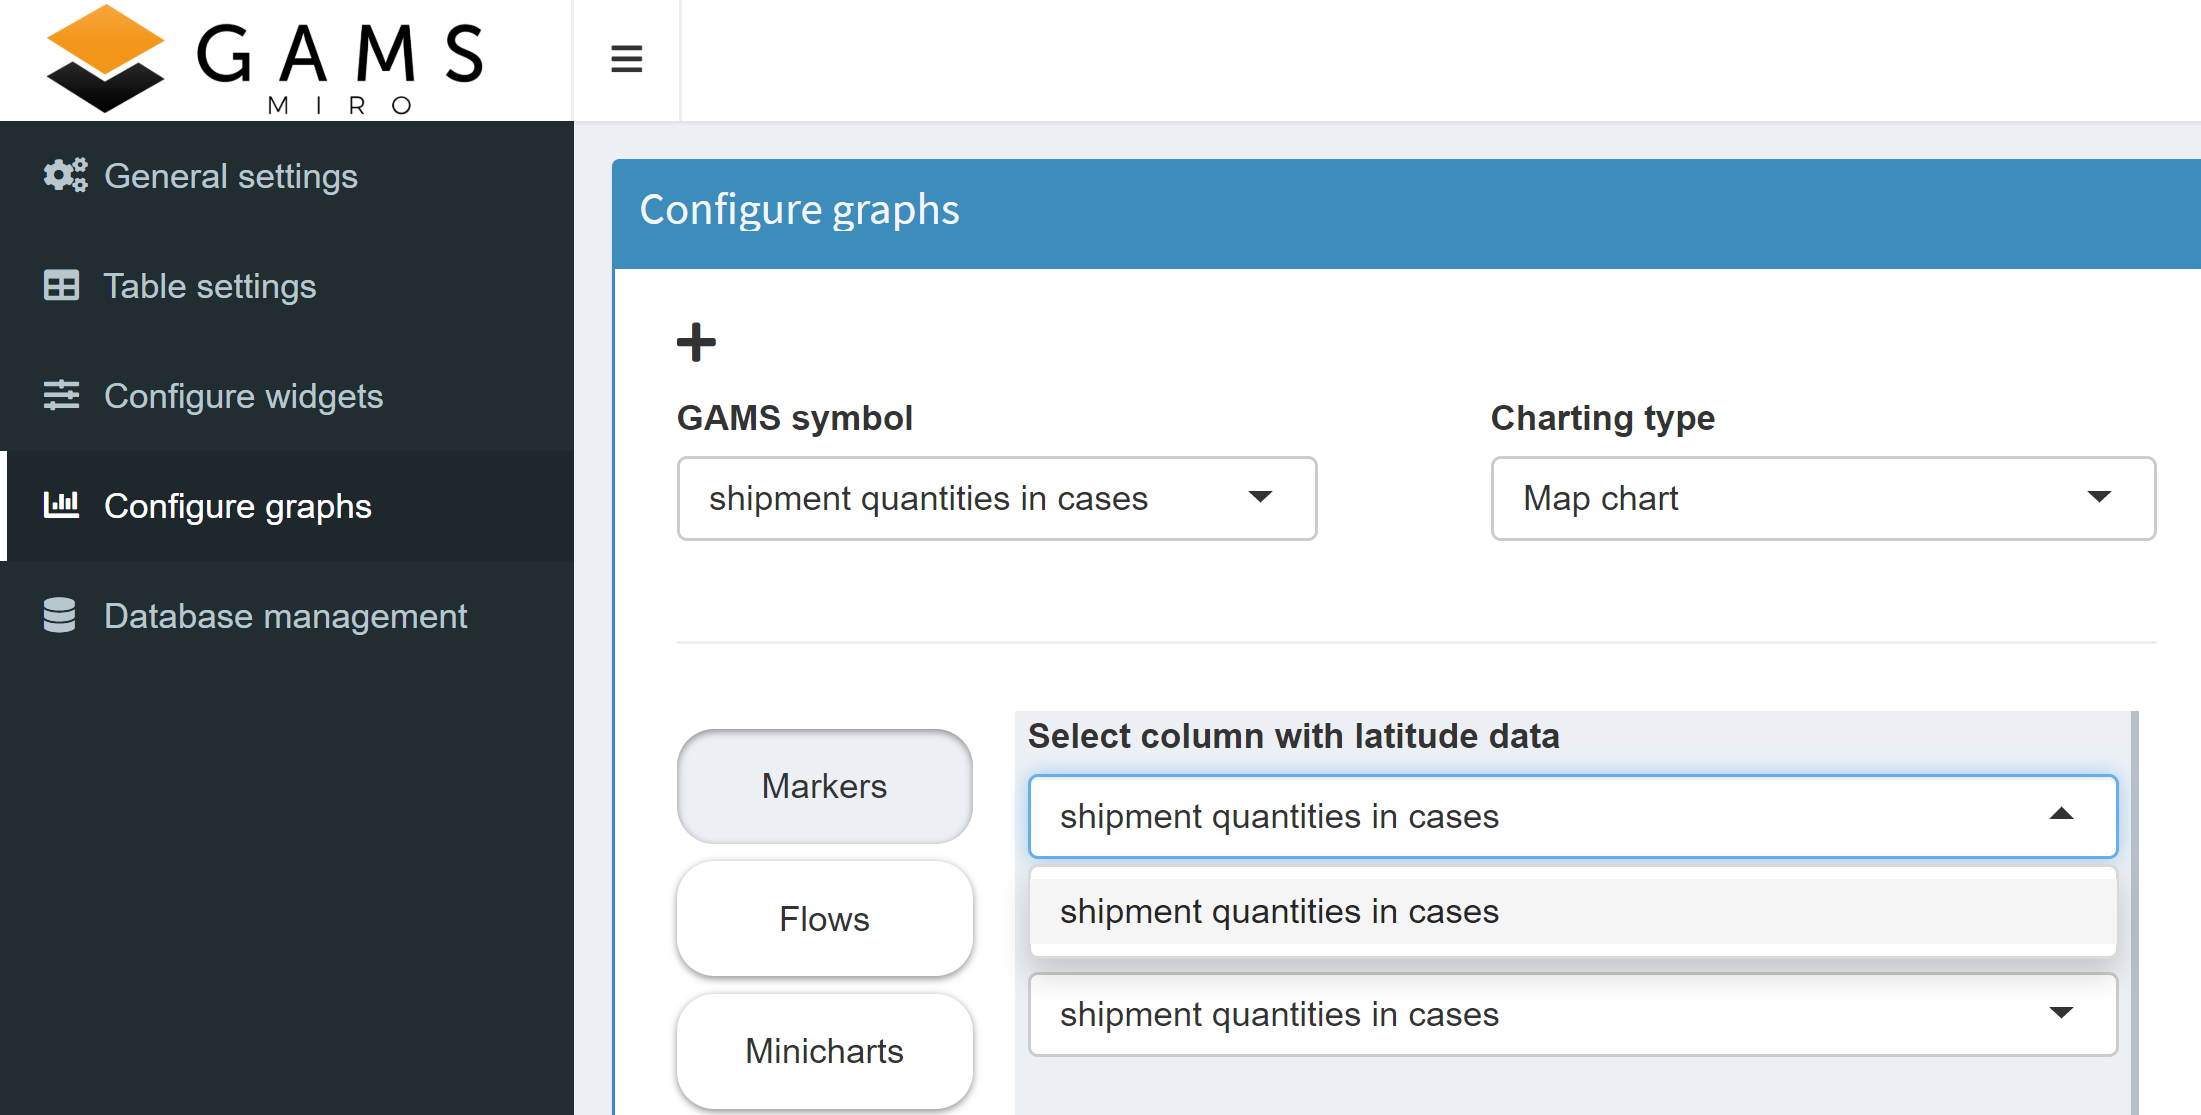 GAMS
MIRO
General settings
Table settings
Configure widgets
Configure graphs
Database management
Configure graphs
GAMS symbol
shipment quantities in cases
Charting type
Map chart
Markers
Flows
Minicharts
Select column with latitude data
shipment quantities in cases
shipment quantities in cases
shipment quantities in cases